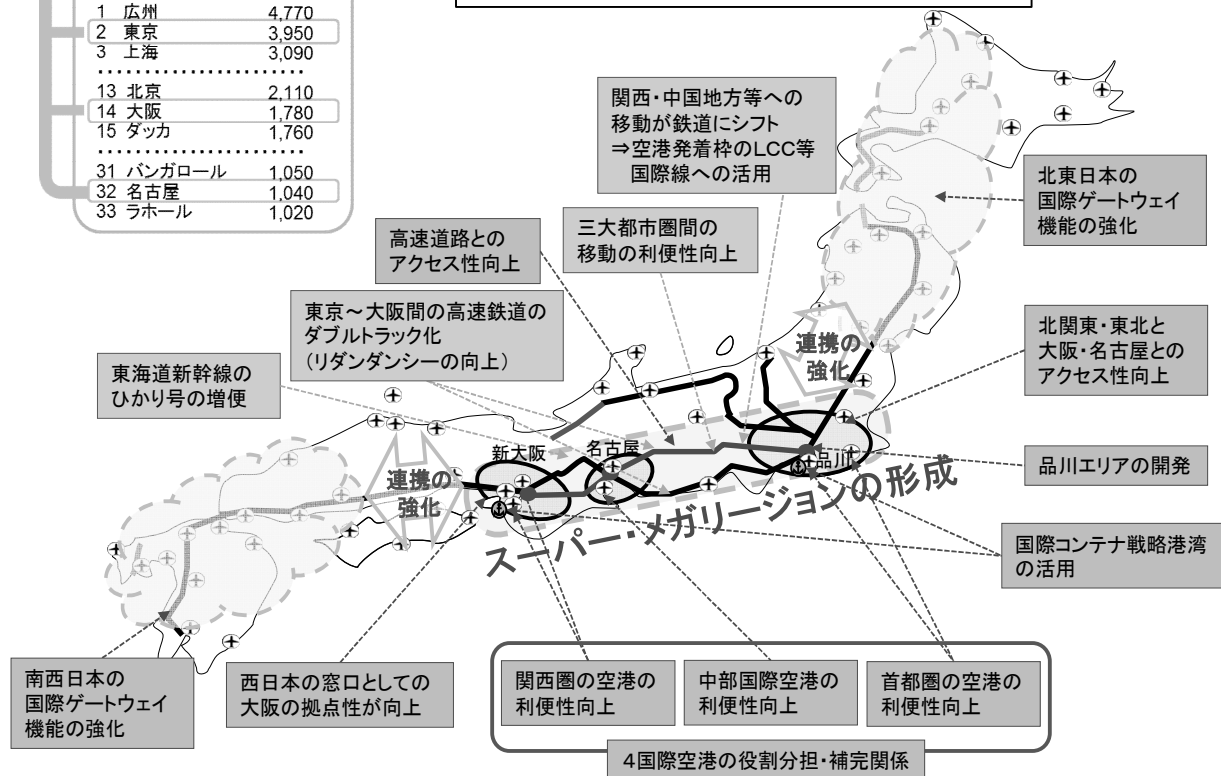 1 広州 4,770
2 東京 3,950
3 上海 3,090
……………………
13 北京 2,110
14 大阪 1,780
15 ダッカ 1,760
……………………
31 バンガロール 1,050
32 名古屋 1,040
33 ラホール 1,020
関西・中国地方等への
移動が鉄道にシフト
⇒空港発着枠のLCC等
国際線への活用
北東日本の
国際ゲートウェイ
機能の強化
高速道路との
アクセス性向上
三大都市圏間の
移動の利便性向上
東京~大阪間の高速鉄道の
ダブルトラック化
(リダンダンシーの向上)
北関東・東北と
大阪・名古屋との
アクセス性向上
連携の
強化
東海道新幹線の
ひかり号の増便
新大阪
名古屋
品川
品川エリアの開発
連携の
強化
スーパー・メガリージョンの形成
国際コンテナ戦略港湾
の活用
南西日本の
国際ゲートウェイ
機能の強化
西日本の窓口としての
大阪の拠点性が向上
関西圏の空港の
利便性向上
中部国際空港の
利便性向上
首都圏の空港の
利便性向上
4国際空港の役割分担・補完関係